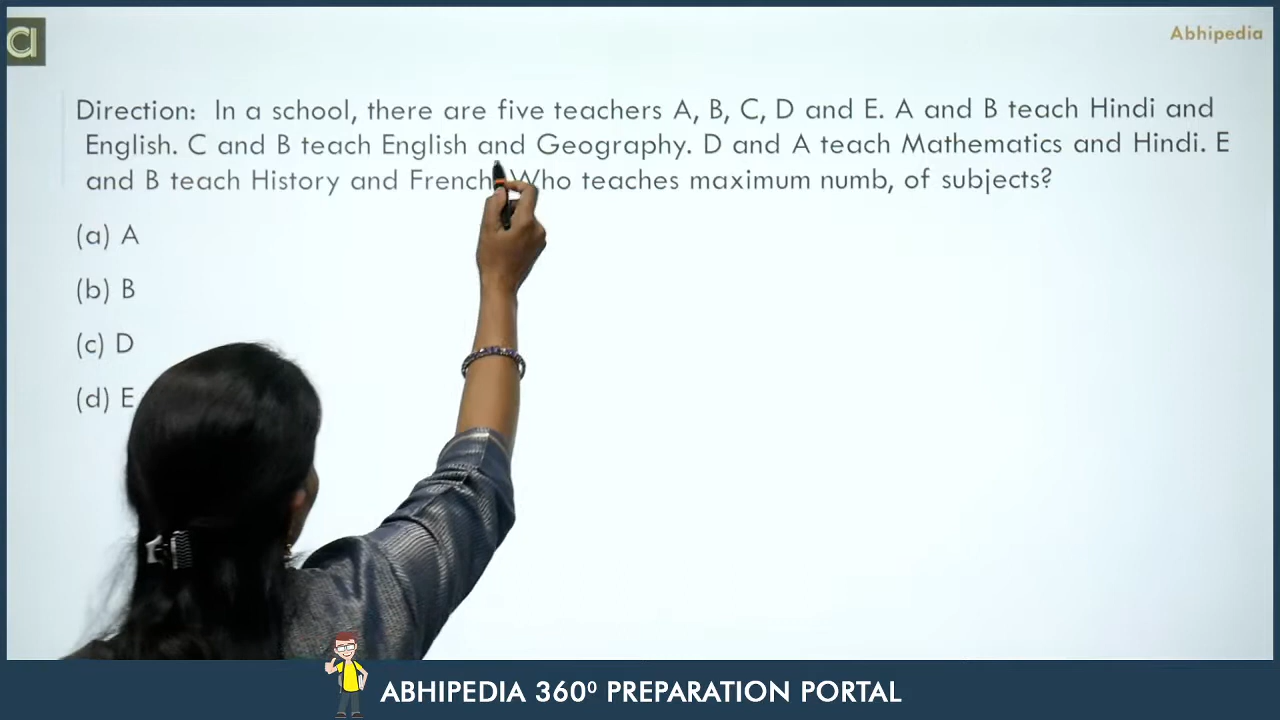 a
Abhipedia
Direction: In a school, there are five teachers A, B, C, D and E. A and B teach Hindi and
English. C and B teach English and Geography. D and A teach Mathematics and Hindi. E
and B teach History and French. Who teaches maximum numb, of subjects?
(a) A
(b) B
(c) D
(d) E
ABHIPEDIA 360⁰ PREPARATION PORTAL